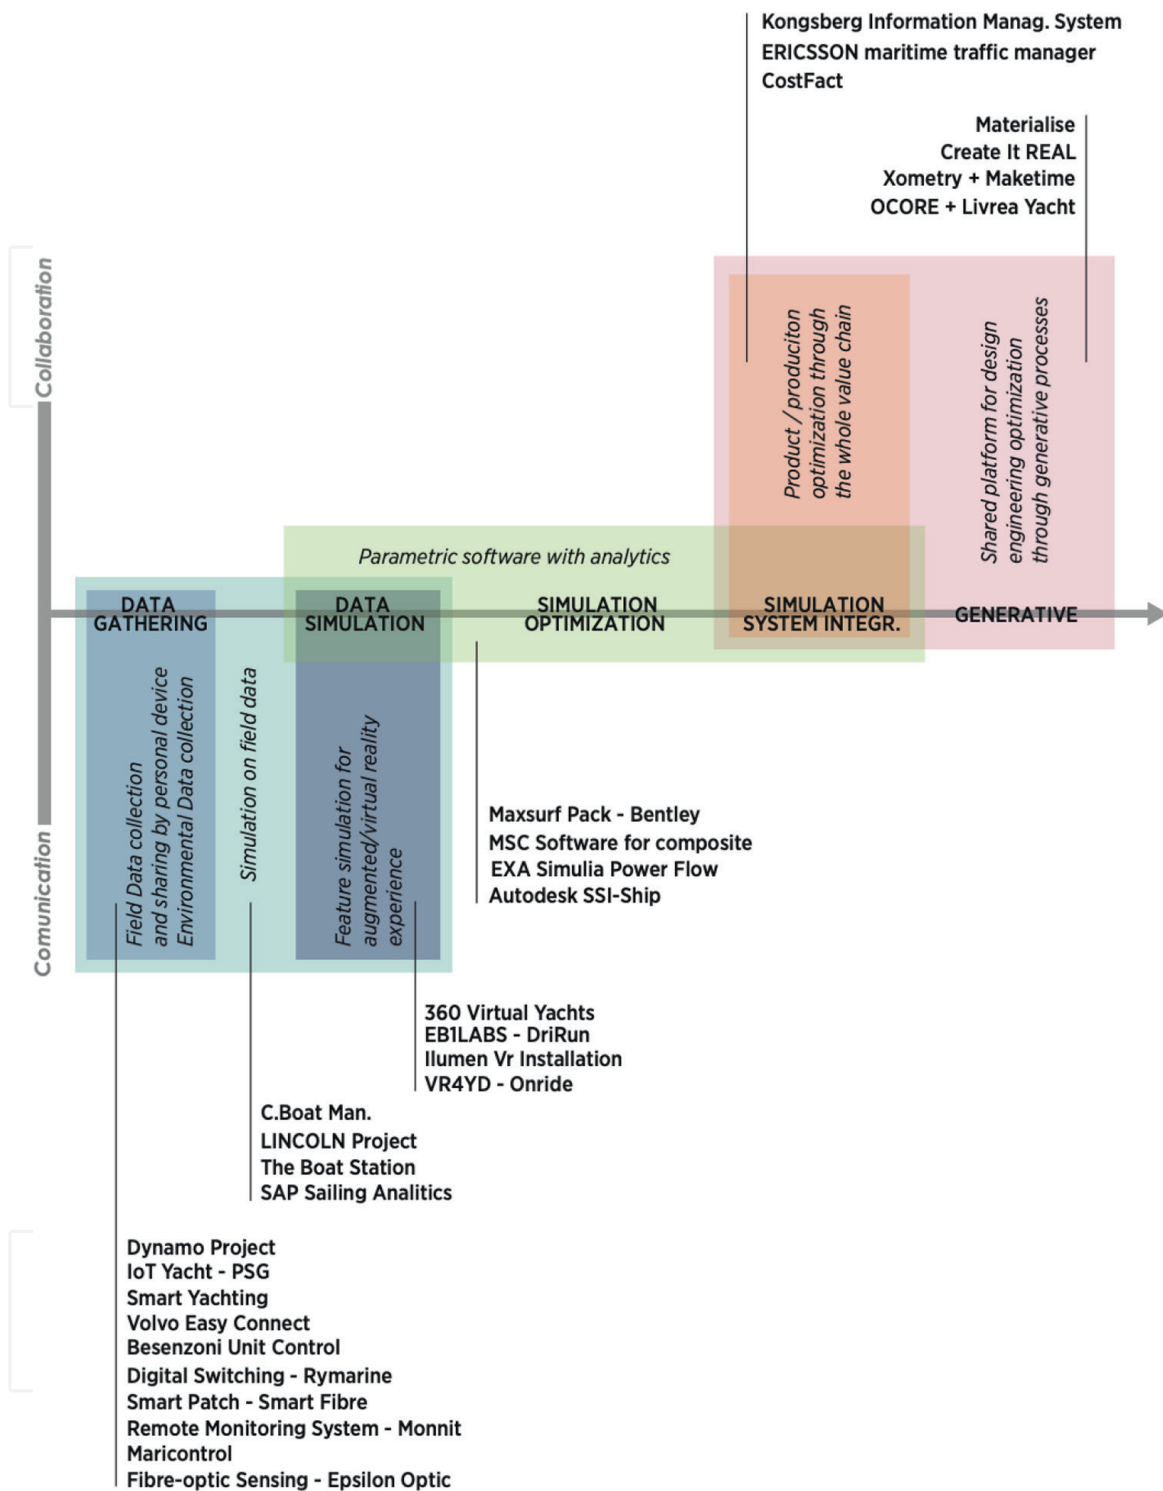 Kongsberg Information Manag. System
ERICSSON maritime traffic manager
CostFact
Materialise
Create It REAL
Xometry + Maketime
OCORE + Livrea Yacht
Collaboration
Product / produciton
optimization through
the whole value chain
Shared platform for design
engineering optimization
through generative processes
Parametric software with analytics
DATA
GATHERING
DATA
SIMULATION
SIMULATION
OPTIMIZATION
SIMULATION
SYSTEM INTEGR.
GENERATIVE
Comunication
Field Data collection
and sharing by personal device
Environmental Data collection
Simulation on field data
Feature simulation for
augmented/virtual reality
experience
Maxsurf Pack - Bentley
MSC Software for composite
EXA Simulia Power Flow
Autodesk SSI-Ship
360 Virtual Yachts
EB1LABS - DriRun
Ilumen Vr Installation
VR4YD - Onride
C.Boat Man.
LINCOLN Project
The Boat Station
SAP Sailing Analitics
Dynamo Project
IoT Yacht - PSG
Smart Yachting
Volvo Easy Connect
Besenzoni Unit Control
Digital Switching - Rymarine
Smart Patch - Smart Fibre
Remote Monitoring System - Monnit
Maricontrol
Fibre-optic Sensing - Epsilon Optic